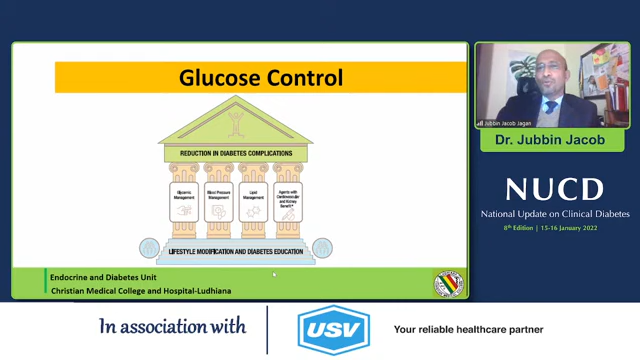 Glucose Control
REDUCTION IN DIABETES COMPLICATIONS
Glycemic
Management
Blood Pressure
Management
Lipid
Management
Agents with
Cardiovascular
and Kidney
Benefit
LIFESTYLE MODIFICATION AND DIABETES EDUCATION
Endocrine and Diabetes Unit
Christian Medical College and Hospital-Ludhiana
Jubbin Jacob Jagan
Dr. Jubbin Jacob
NUCD
National Update on Clinical Diabetes
8th Edition | 15-16 January 2022
In association with
USV
Your reliable healthcare partner